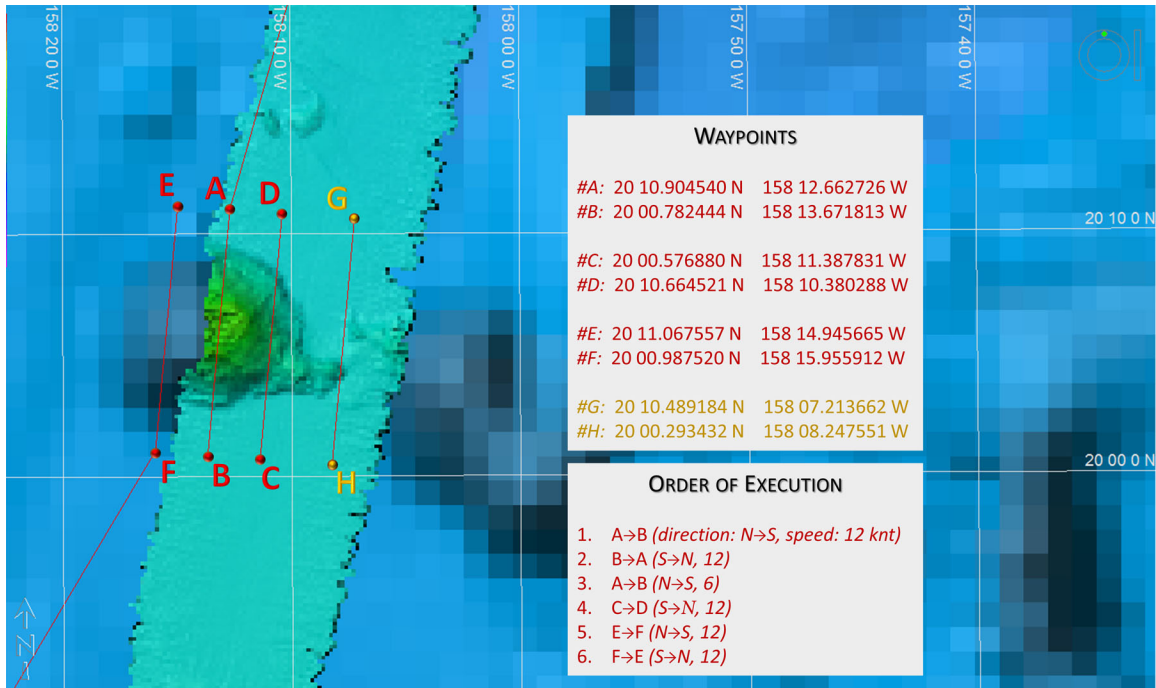 158 20 0 W
158 10 0 W
158 00 0 W
157 50 0 W
157 40 0 W
E
A
D
G
20 10 0 N
F
B
C
H
20 00 0 N
N
WAYPOINTS
#A: 20 10.904540 N 158 12.662726 W
#B: 20 00.782444 N 158 13.671813 W
#C: 20 00.576880 N 158 11.387831 W
#D: 20 10.664521 N 158 10.380288 W
#E: 20 11.067557 N 158 14.945665 W
#F: 20 00.987520 N 158 15.955912 W
#G: 20 10.489184 N 158 07.213662 W
#H: 20 00.293432 N 158 08.247551 W
ORDER OF EXECUTION
1. A→B (direction: N→S, speed: 12 knt)
2. B→A (S→N, 12)
3. A→B (N→S, 6)
4. C→D (S→N, 12)
5. E→F (N→S, 12)
6. F→E (S→N, 12)